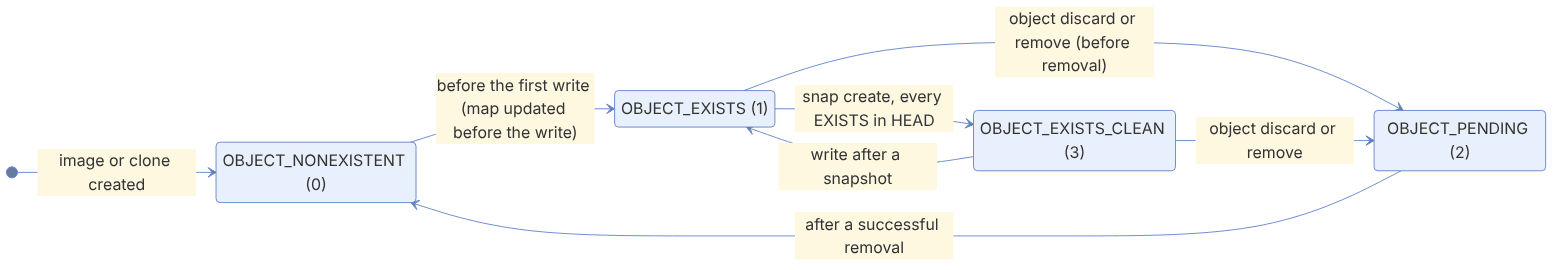 image or clone
created
OBJECT_NONEXISTENT
(0)
before the first write
(map updated
before the write)
OBJECT_EXISTS (1)
object discard or
remove (before
removal)
snap create, every
EXISTS in HEAD
write after a
snapshot
OBJECT_EXISTS_CLEAN
(3)
object discard or
remove
OBJECT_PENDING
(2)
after a successful
removal